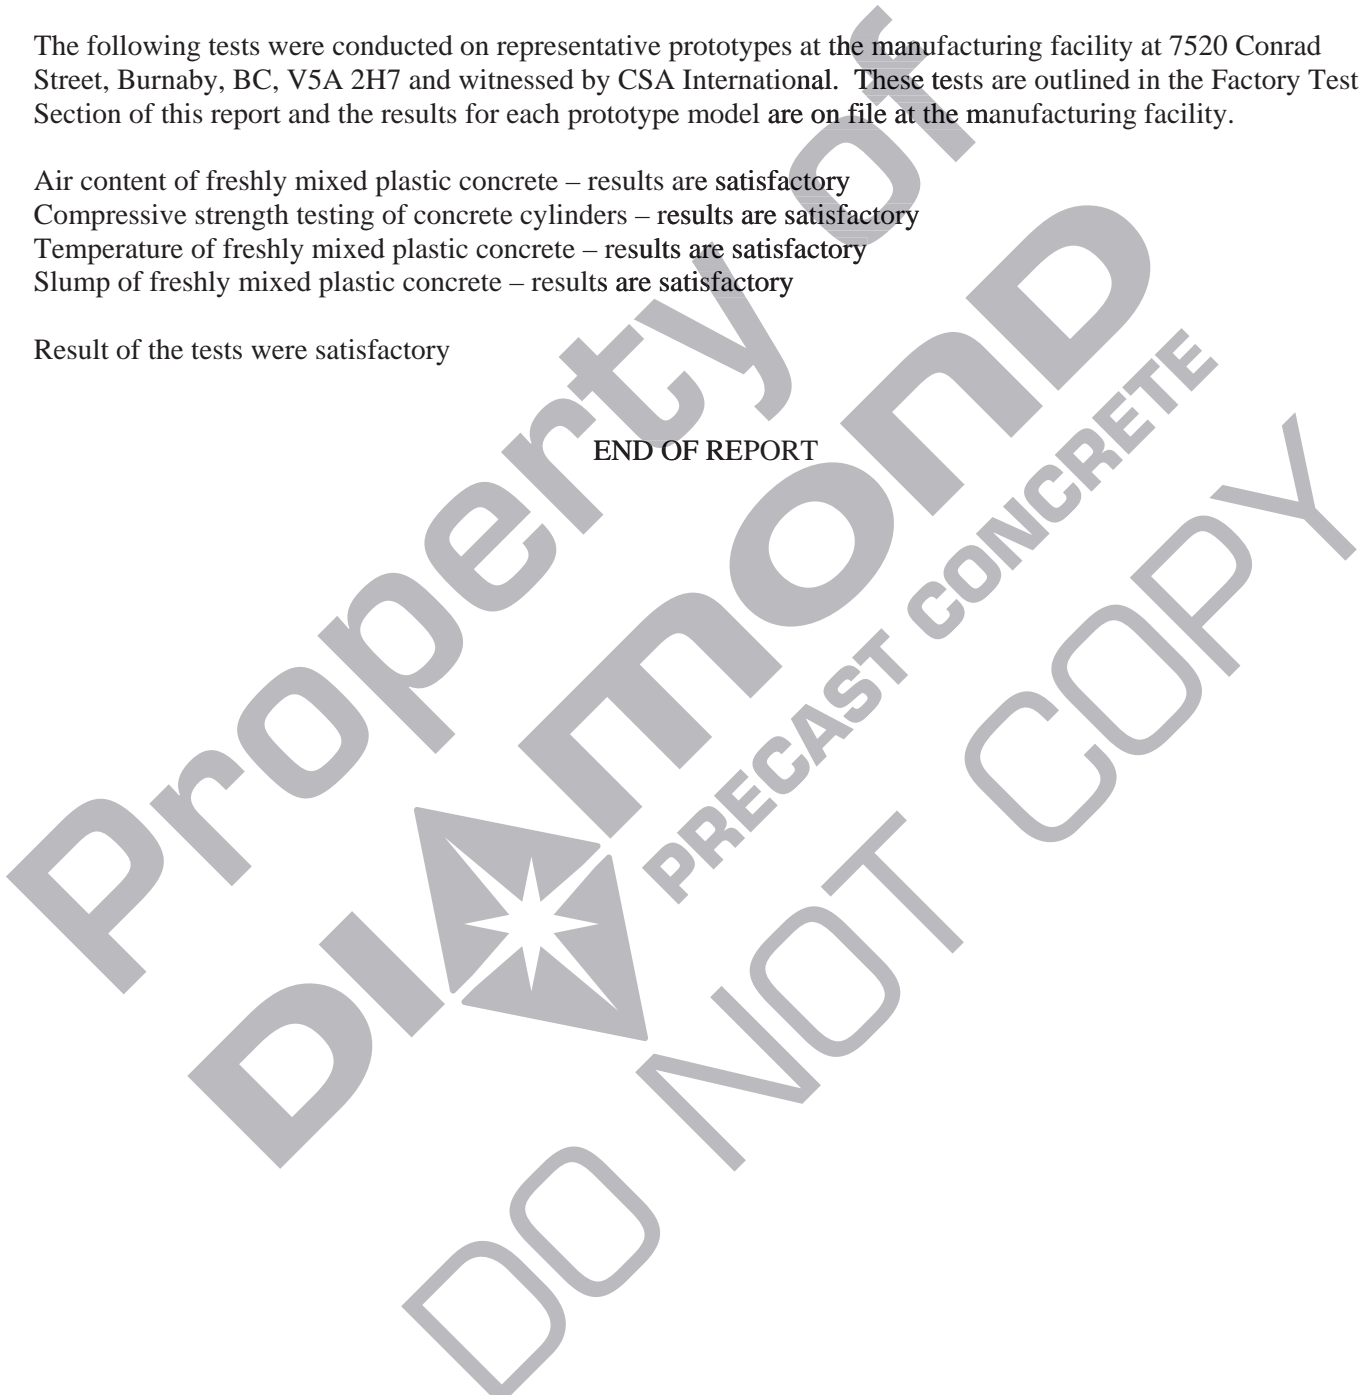 The following tests were conducted on representative prototypes at the manufacturing facility at 7520 Conrad
Street, Burnaby, BC, V5A 2H7 and witnessed by CSA International.  These tests are outlined in the Factory Test
Section of this report and the results for each prototype model are on file at the manufacturing facility.
Air content of freshly mixed plastic concrete – results are satisfactory
Compressive strength testing of concrete cylinders – results are satisfactory
Temperature of freshly mixed plastic concrete – results are satisfactory
Slump of freshly mixed plastic concrete – results are satisfactory
Result of the tests were satisfactory
END OF REPORT
Property of
DIAMOND
PRECAST CONCRETE
DO NOT COPY